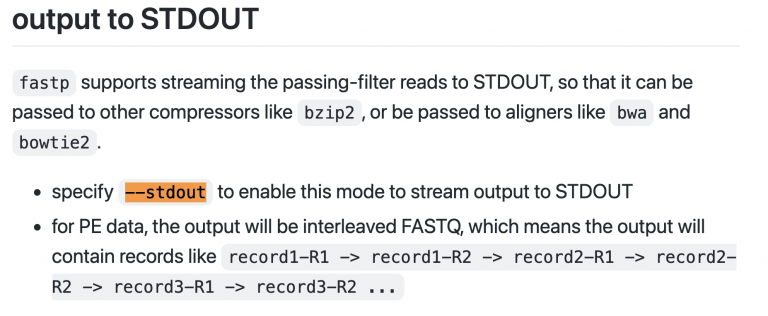 output to STDOUT
fastp supports streaming the passing-filter reads to STDOUT, so that it can be
passed to other compressors like bzip2, or be passed to aligners like bwa and
bowtie2.
• specify --stdout to enable this mode to stream output to STDOUT
• for PE data, the output will be interleaved FASTQ, which means the output will
contain records like record1-R1 -> record1-R2 -> record2-R1 -> record2-
R2 -> record3-R1 -> record3-R2 ...